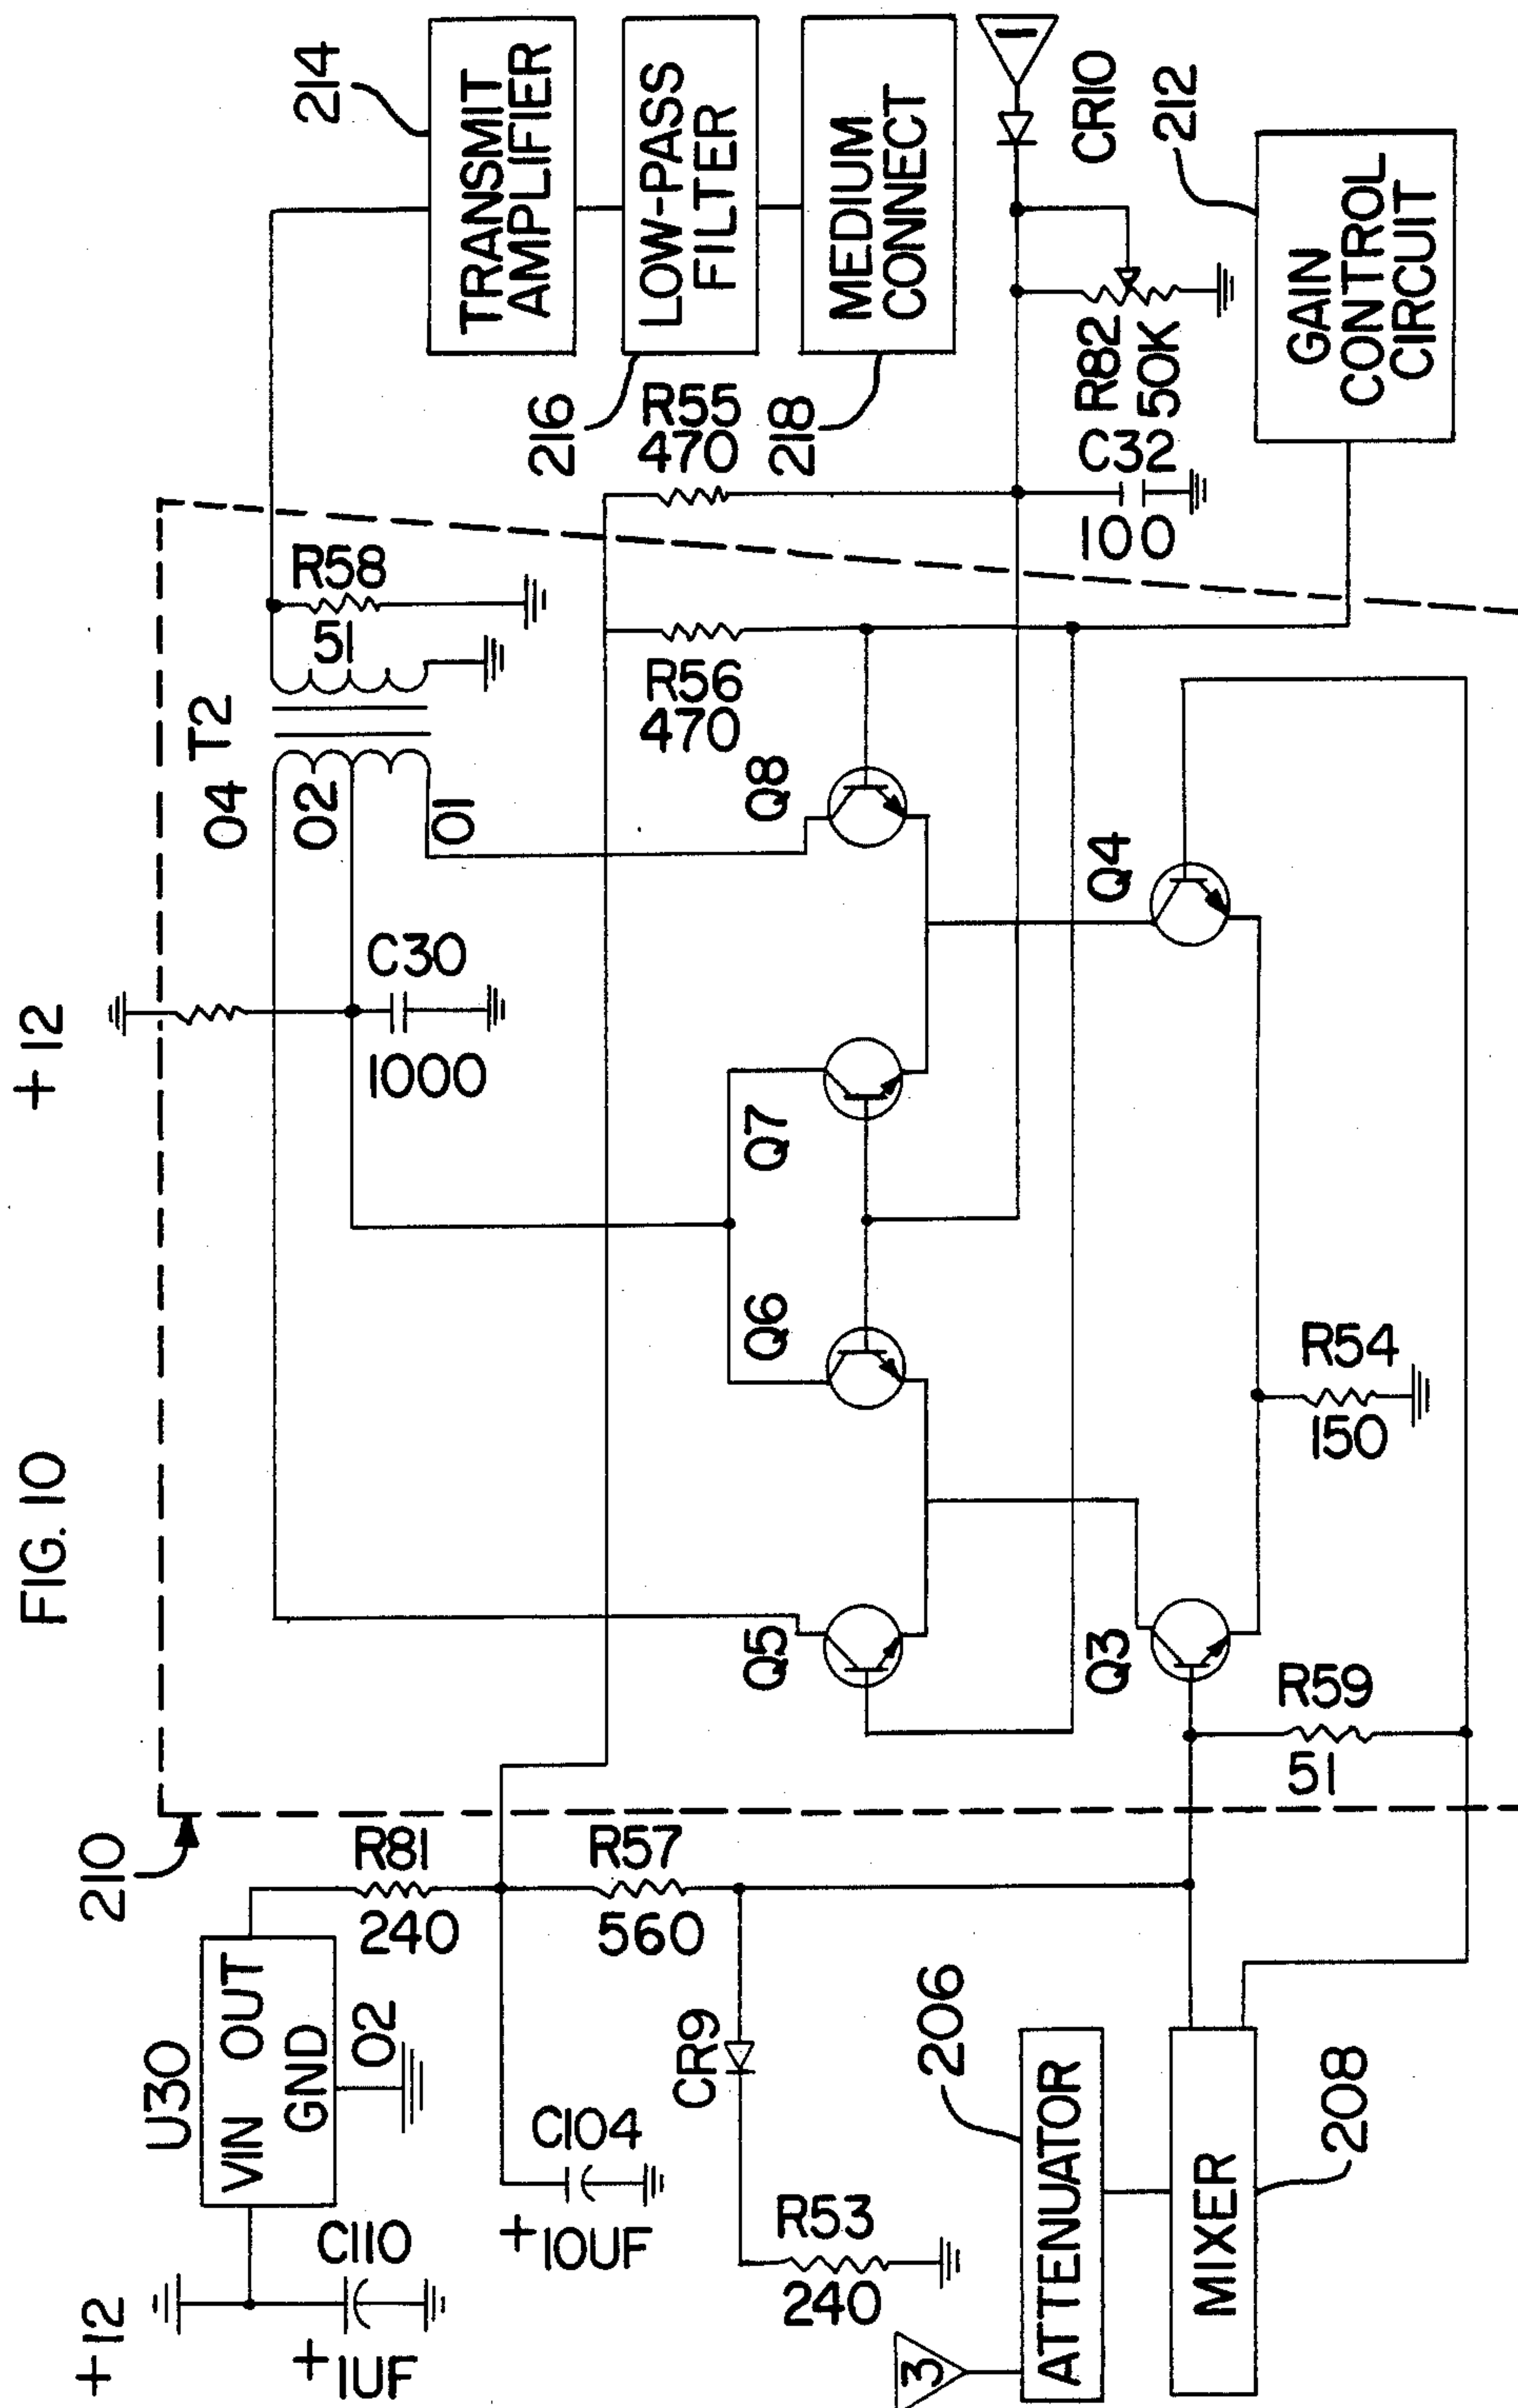 FIG. 10
+12
+12
210
U30
VIN OUT
GND
02
C110
+1UF
R81
240
C104
+10UF
R57
560
CR9
R53
240
3
ATTENUATOR
206
MIXER
208
R59
51
Q3
Q4
Q5
Q6
Q7
Q8
R54
150
C30
1000
04
T2
02
01
R58
51
R56
470
R55
470
214
TRANSMIT
AMPLIFIER
216
LOW-PASS
FILTER
218
MEDIUM
CONNECT
1
CR10
R82
50K
C32
100
212
GAIN
CONTROL
CIRCUIT